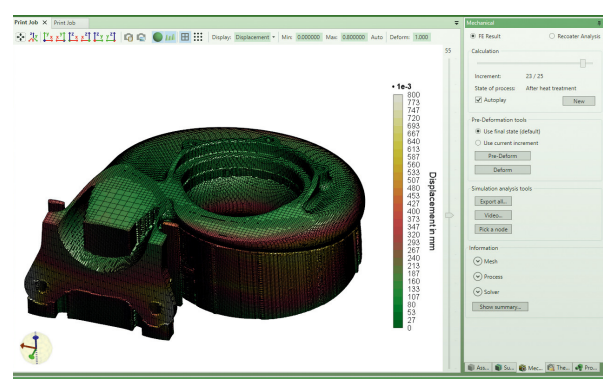 Print Job X Print Job
Display: Displacement Min: 0.000000 Max: 0.800000 Auto Deform: 1.000
55
• 1e-3
800
773
747
720
693
667
640
613
587
560
533
507
480
453
427
400
373
347
320
293
267
240
213
187
160
133
107
80
53
27
0
Displacement in mm
Mechanical
FE Result Recoater Analysis
Calculation
Increment: 23 / 25
State of process: After heat treatment
Autoplay New
Pre-Deformation tools
Use final state (default)
Use current increment
Pre-Deform
Deform
Simulation analysis tools
Export all...
Video...
Pick a node
Information
Mesh
Process
Solver
Show summary...
Ass... Su... Mec... The... Pro...